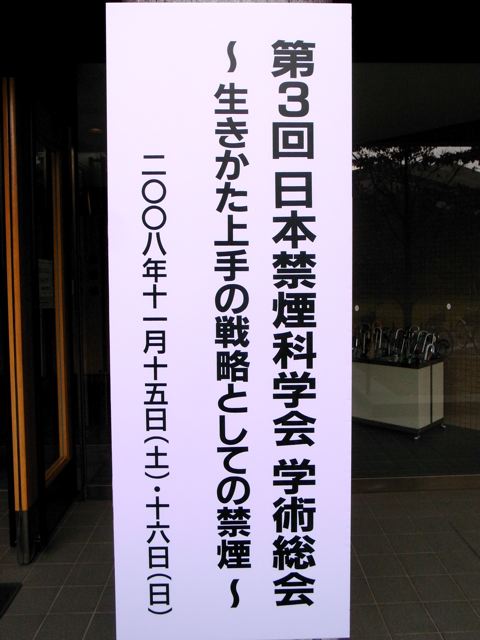 第3回 日本禁煙科学会 学術総会
～生きかた上手の戦略としての禁煙～
二〇〇八年十一月十五日(土)・十六日(日)